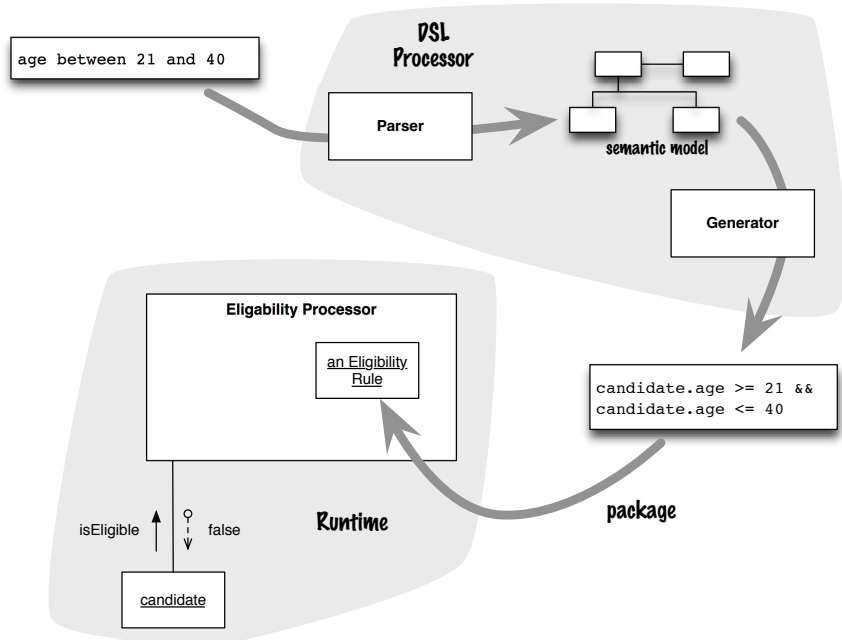 DSL
Processor
age between 21 and 40
Parser
semantic model
Generator
Eligability Processor
an Eligibility
Rule
candidate.age >= 21 &&
candidate.age <= 40
package
Runtime
isEligible
false
candidate